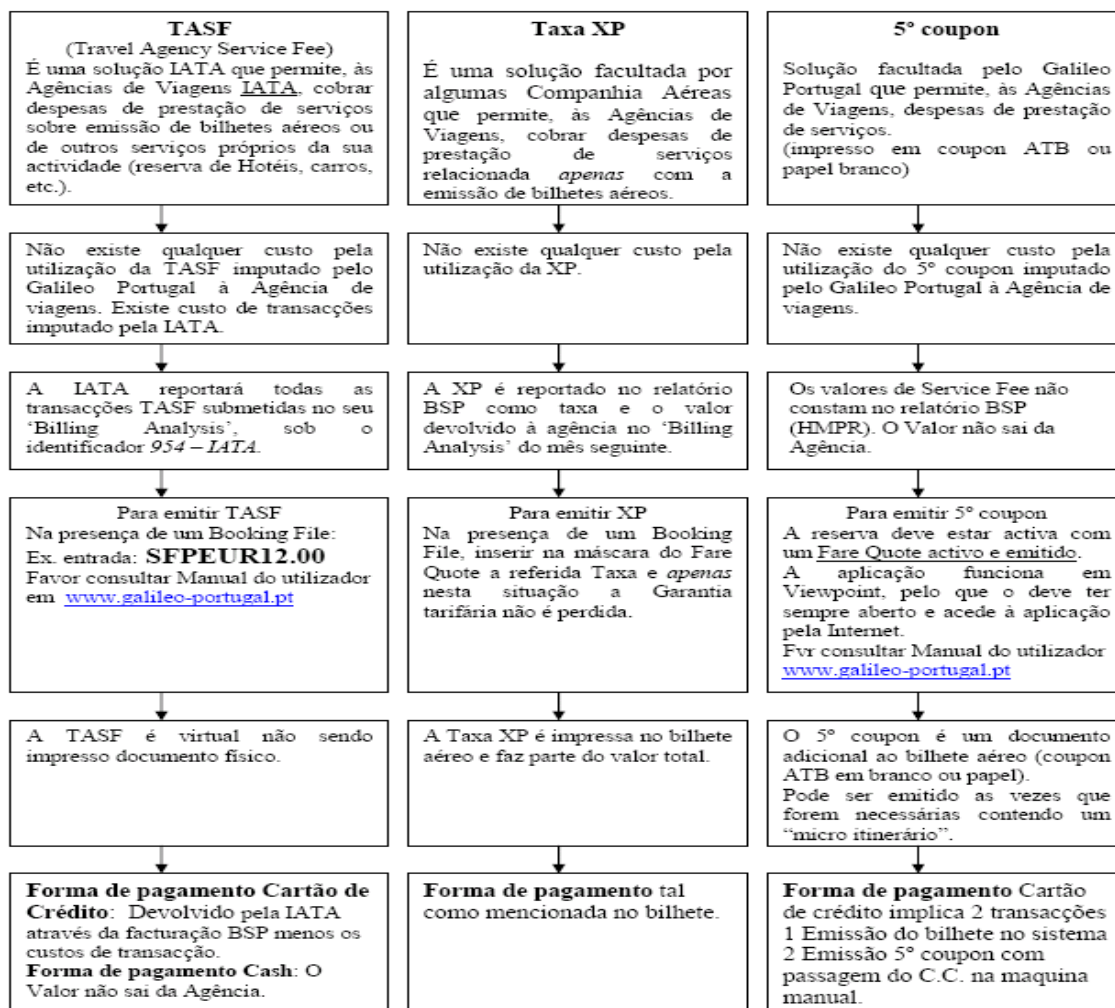 TASF
(Travel Agency Service Fee)
É uma solução IATA que permite, às
Agências de Viagens IATA, cobrar
despesas de prestação de serviços
sobre emissão de bilhetes aéreos ou
de outros serviços próprios da sua
actividade (reserva de Hotéis, carros,
etc.).
Não existe qualquer custo pela
utilização da TASF imputado pelo
Galileo Portugal à Agência de
viagens. Existe custo de transacções
imputado pela IATA.
A IATA reportará todas as
transacções TASF submetidas no seu
‘Billing Analysis’, sob o
identificador 954 – IATA.
Para emitir TASF
Na presença de um Booking File:
Ex. entrada: SFPEUR12.00
Favor consultar Manual do utilizador
em www.galileo-portugal.pt
A TASF é virtual não sendo
impresso documento físico.
Forma de pagamento Cartão de
Crédito: Devolvido pela IATA
através da facturação BSP menos os
custos de transacção.
Forma de pagamento Cash: O
Valor não sai da Agência.
Taxa XP
É uma solução facultada por
algumas Companhia Aéreas
que permite, às Agências de
Viagens, cobrar despesas de
prestação de serviços
relacionada apenas com a
emissão de bilhetes aéreos.
Não existe qualquer custo pela
utilização da XP.
A XP é reportado no relatório
BSP como taxa e o valor
devolvido à agência no ‘Billing
Analysis’ do mês seguinte.
Para emitir XP
Na presença de um Booking
File, inserir na máscara do Fare
Quote a referida Taxa e apenas
nesta situação a Garantia
tarifária não é perdida.
A Taxa XP é impressa no bilhete
aéreo e faz parte do valor total.
Forma de pagamento tal
como mencionada no bilhete.
5º coupon
Solução facultada pelo Galileo
Portugal que permite, às Agências
de Viagens, despesas de prestação
de serviços.
(impresso em coupon ATB ou
papel branco)
Não existe qualquer custo pela
utilização do 5º coupon imputado
pelo Galileo Portugal à Agência de
viagens.
Os valores de Service Fee não
constam no relatório BSP
(HMPR). O Valor não sai da
Agência.
Para emitir 5º coupon
A reserva deve estar activa com
um Fare Quote activo e emitido.
A aplicação funciona em
Viewpoint, pelo que o deve ter
sempre aberto e acede à aplicação
pela Internet.
Fvr consultar Manual do utilizador
www.galileo-portugal.pt
O 5º coupon é um documento
adicional ao bilhete aéreo (coupon
ATB em branco ou papel).
Pode ser emitido as vezes que
forem necessárias contendo um
“micro itinerário”.
Forma de pagamento Cartão
de crédito implica 2 transacções
1 Emissão do bilhete no sistema
2 Emissão 5º coupon com
passagem do C.C. na maquina
manual.